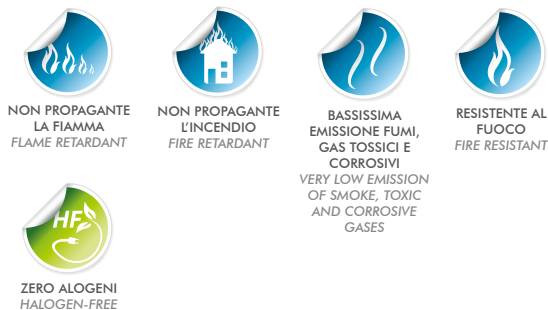 NON PROPAGANTE
LA FIAMMA
FLAME RETARDANT
NON PROPAGANTE
L'INCENDIO
FIRE RETARDANT
BASSISSIMA
EMISSIONE FUMI,
GAS TOSSICI E
CORROSIVI
VERY LOW EMISSION
OF SMOKE, TOXIC
AND CORROSIVE
GASES
RESISTENTE AL
FUOCO
FIRE RESISTANT
HF
ZERO ALOGENI
HALOGEN-FREE